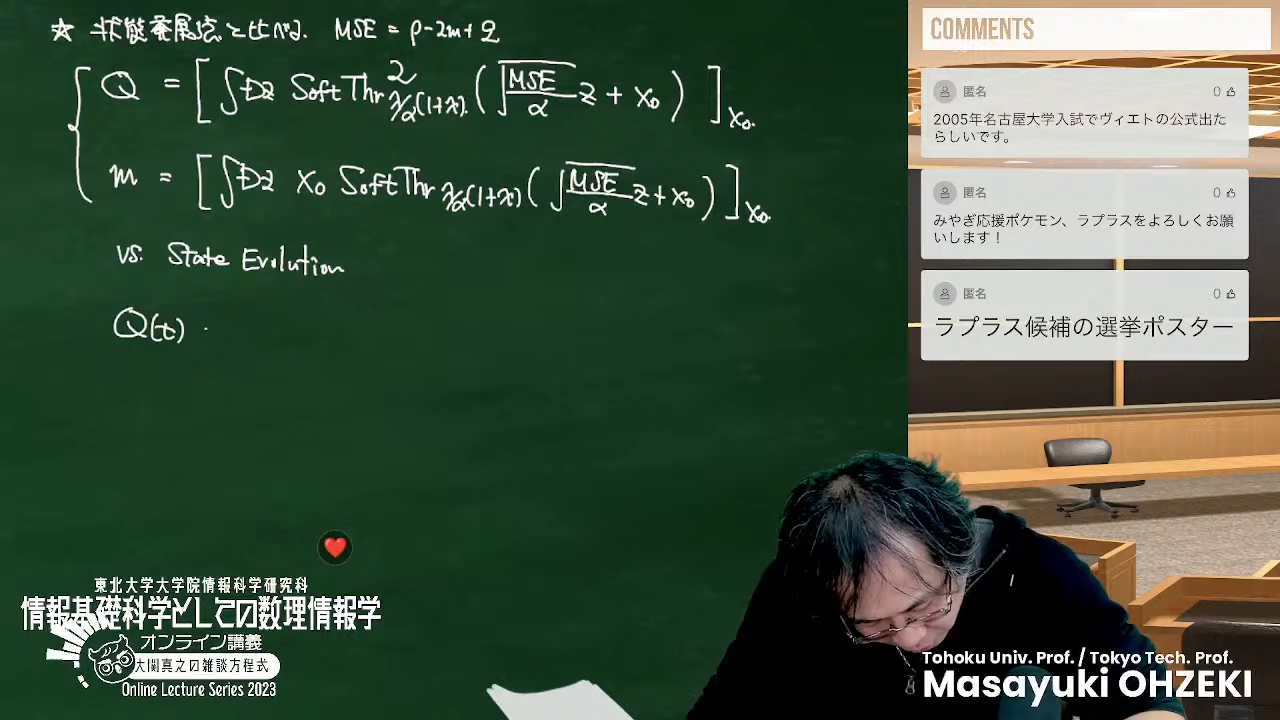 ☆ 状態発展法と比べる. MSE = ρ-2m+Q
Q = [ ∫Dz SoftThr²_{λ/α(1+χ)} ( √MSE/α z + x₀ ) ]_{x₀}.
m = [ ∫Dz x₀ SoftThr_{λ/α(1+χ)} ( √MSE/α z + x₀ ) ]_{x₀}
vs. State Evolution
Q(t)
東北大学大学院情報科学研究科
情報基礎科学としての数理情報学
オンライン講義
大関真之の雑談方程式
Online Lecture Series 2023
COMMENTS
匿名 0
2005年名古屋大学入試でヴィエトの公式出た
らしいです。
匿名 0
みやぎ応援ポケモン、ラプラスをよろしくお願
いします！
匿名 0
ラプラス候補の選挙ポスター
Tohoku Univ. Prof. / Tokyo Tech. Prof.
Masayuki OHZEKI